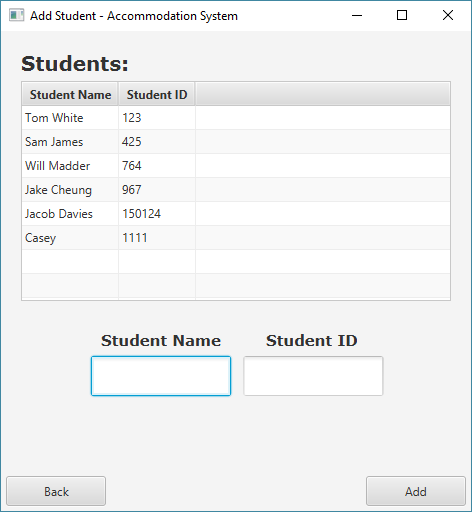 Add Student - Accommodation System
Students:
Student Name Student ID
Tom White 123
Sam James 425
Will Madder 764
Jake Cheung 967
Jacob Davies 150124
Casey 1111
Student Name Student ID
Back Add